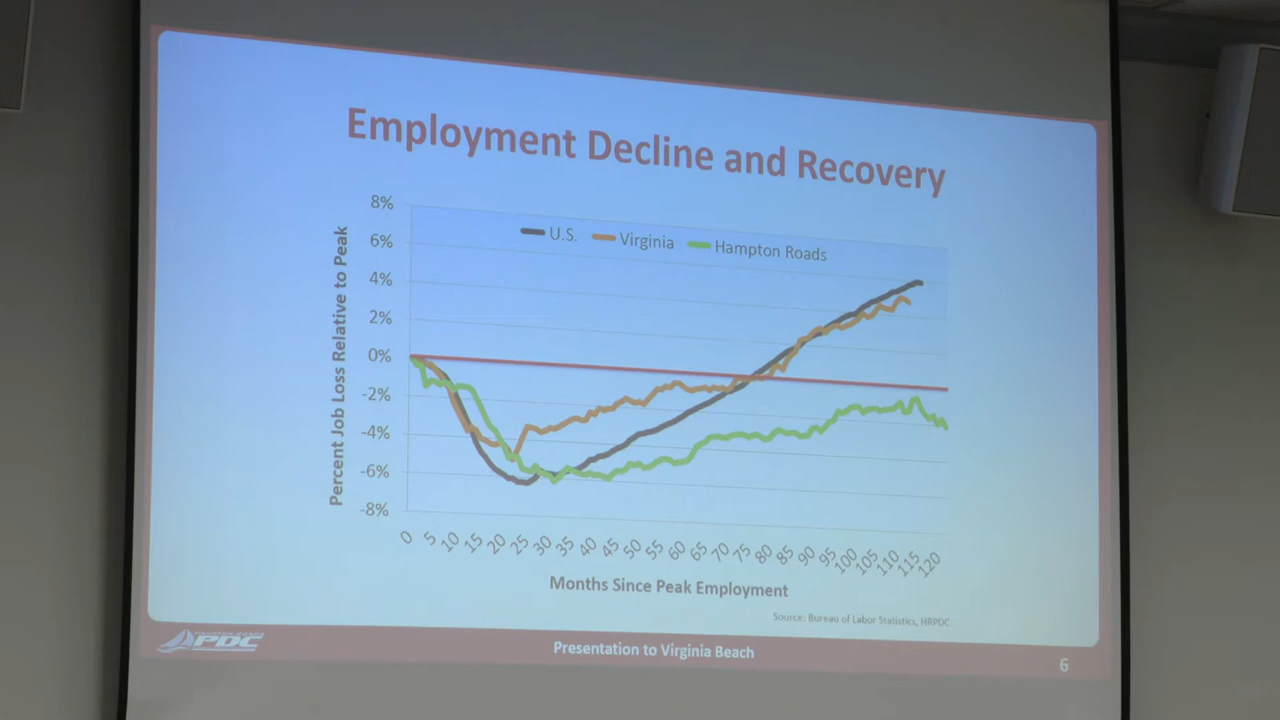 Employment Decline and Recovery
8%
6%
4%
2%
0%
-2%
-4%
-6%
-8%
Percent Job Loss Relative to Peak
U.S. Virginia Hampton Roads
0 5 10 15 20 25 30 35 40 45 50 55 60 65 70 75 80 85 90 95 100 105 110 115 120
Months Since Peak Employment
Source: Bureau of Labor Statistics, HRPDC
HAMPTON ROADS
PDC
Presentation to Virginia Beach
6